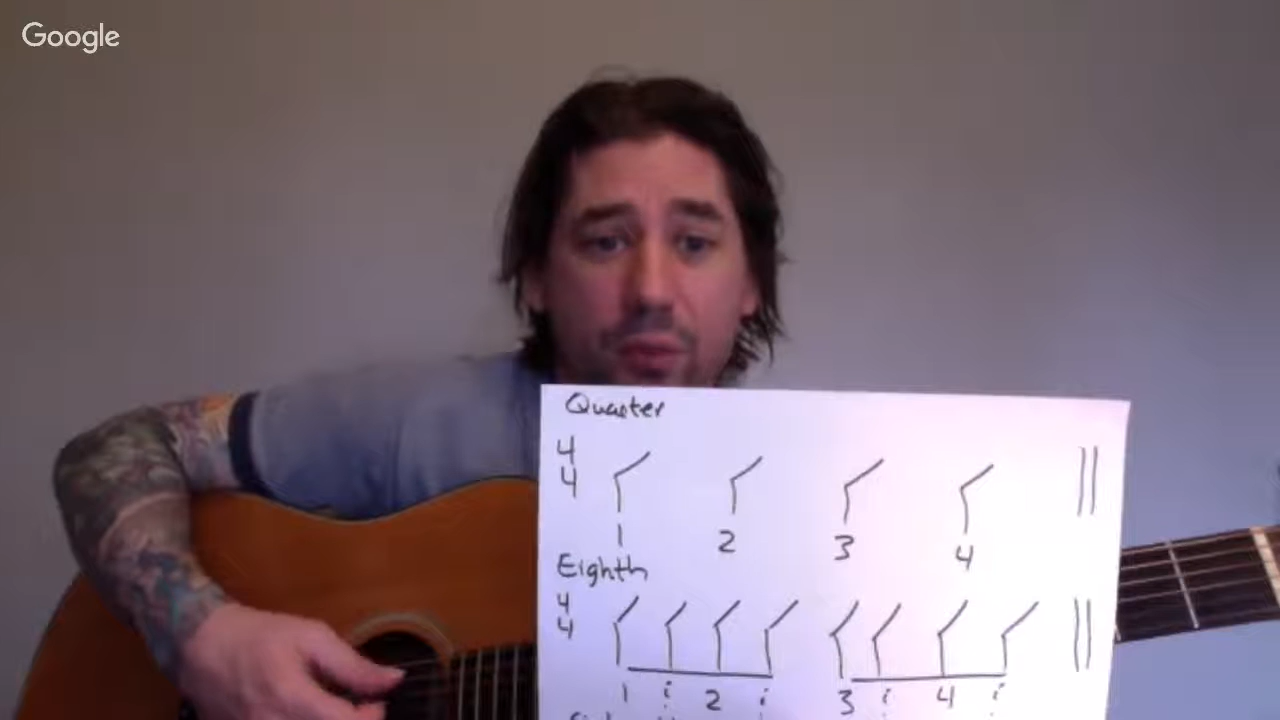 Google
Quarter
4
4
1 2 3 4
Eighth
4
4
1 i 2 i 3 i 4 i